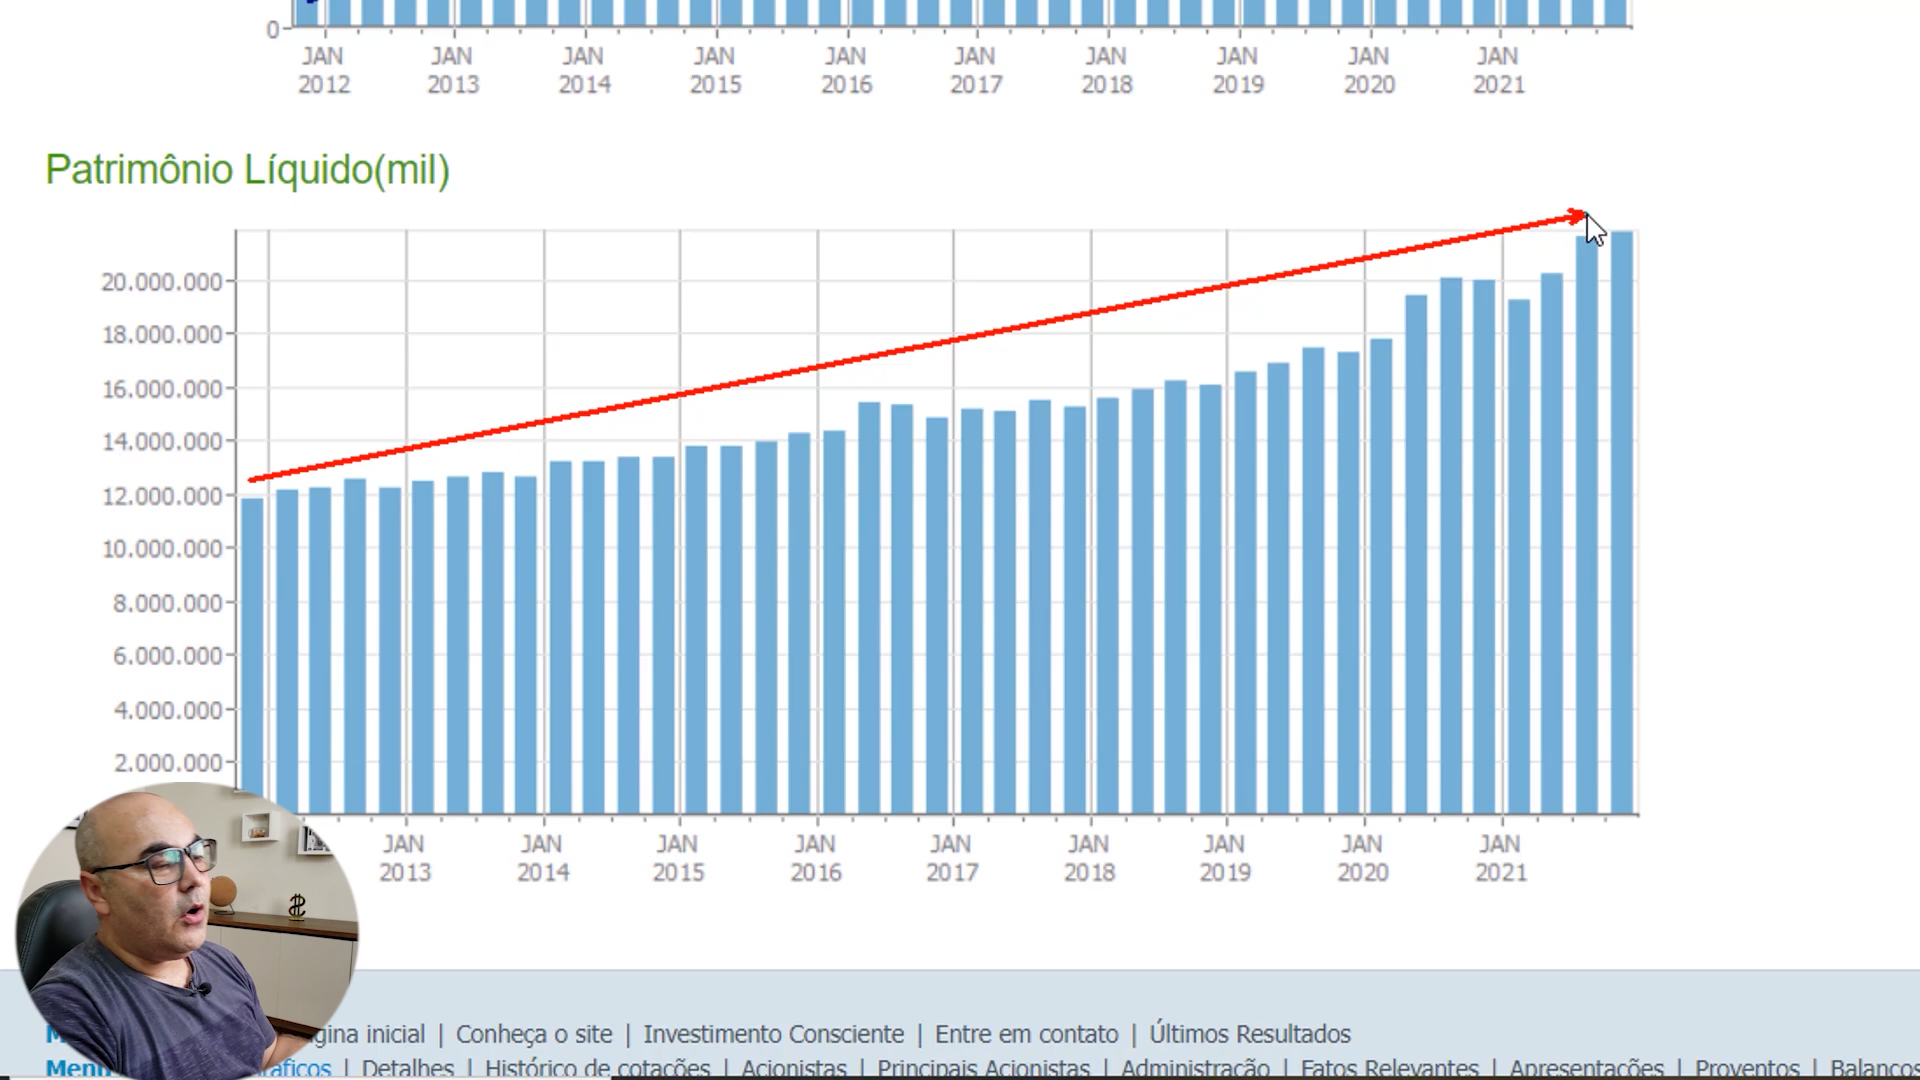 0
JAN JAN JAN JAN JAN JAN JAN JAN JAN JAN
2012 2013 2014 2015 2016 2017 2018 2019 2020 2021
Patrimônio Líquido(mil)
20.000.000
18.000.000
16.000.000
14.000.000
12.000.000
10.000.000
8.000.000
6.000.000
4.000.000
2.000.000
JAN JAN JAN JAN JAN JAN JAN JAN JAN
2013 2014 2015 2016 2017 2018 2019 2020 2021
inicial | Conheça o site | Investimento Consciente | Entre em contato | Últimos Resultados
Menu | Detalhes | Histórico de cotações | Acionistas | Principais Acionistas | Administração | Fatos Relevantes | Apresentações | Proventos | Balanços